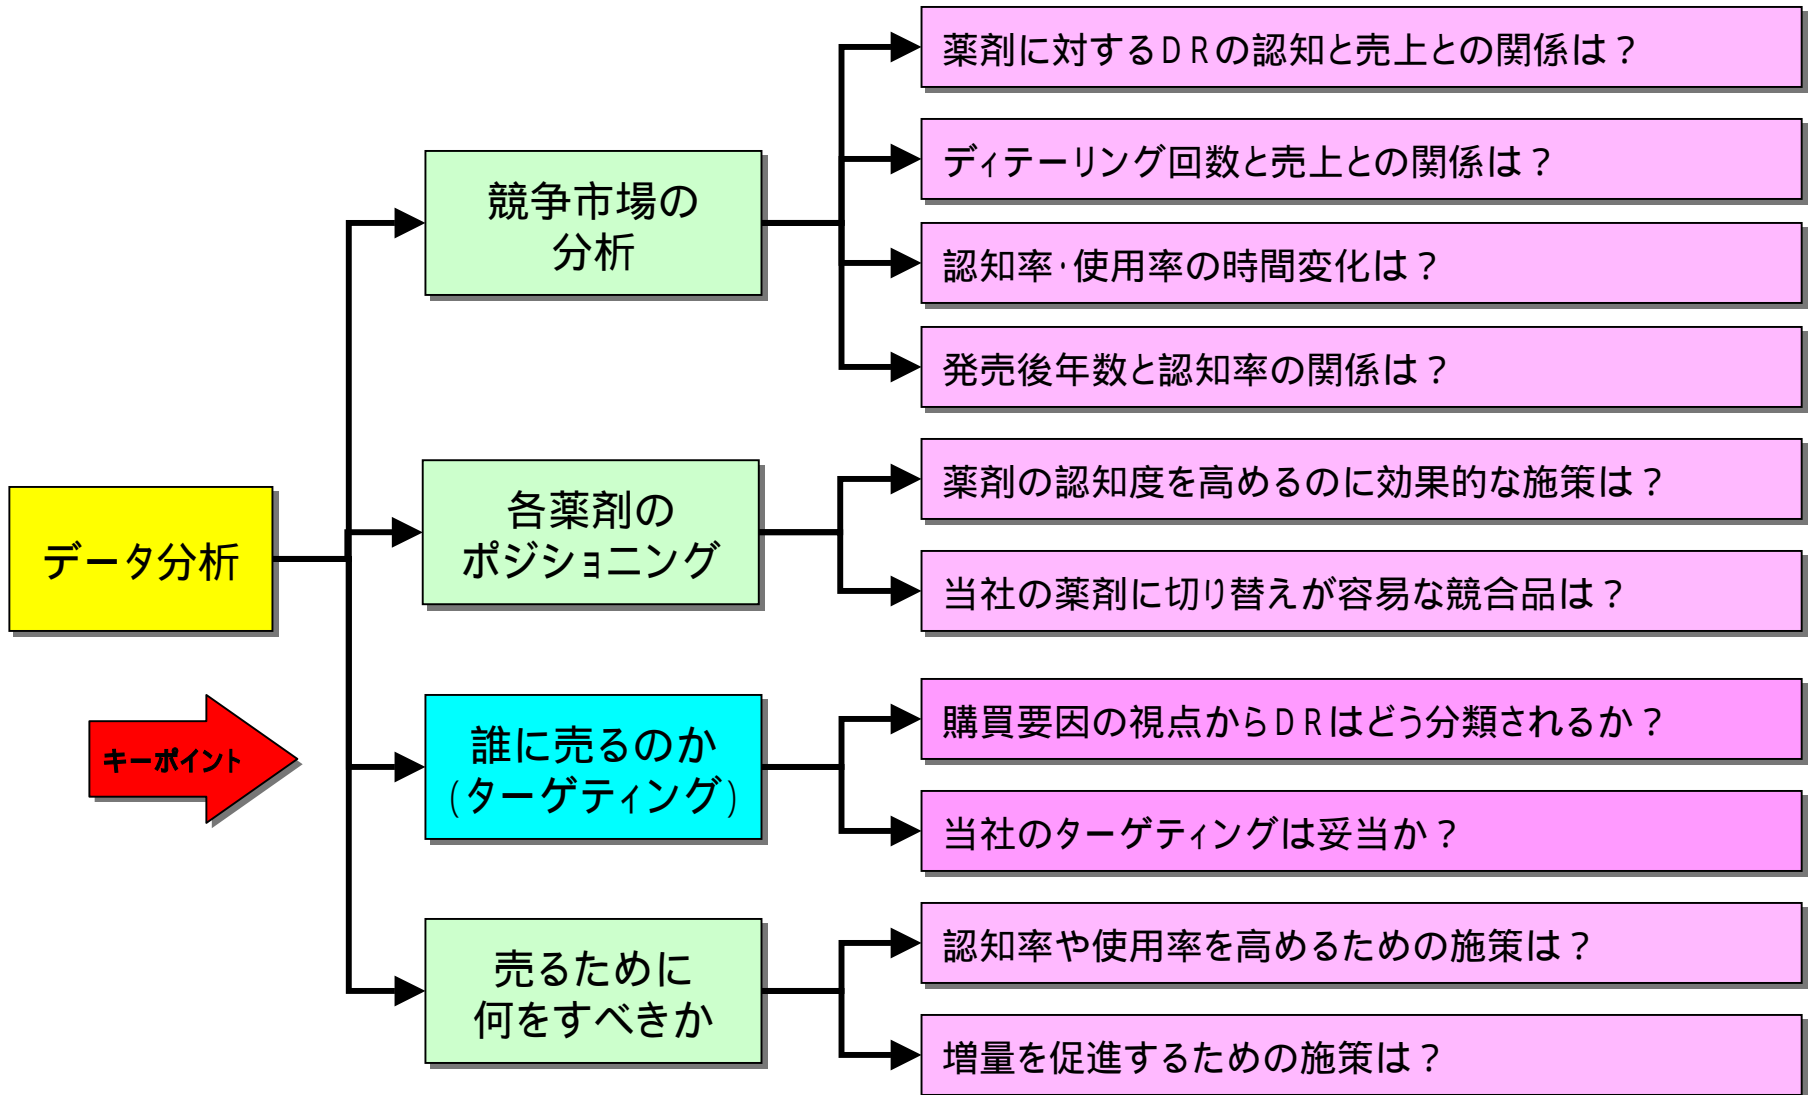 薬剤に対するDRの認知と売上との関係は？
ディテーリング回数と売上との関係は？
競争市場の
分析
認知率・使用率の時間変化は？
発売後年数と認知率の関係は？
薬剤の認知度を高めるのに効果的な施策は？
各薬剤の
ポジショニング
データ分析
当社の薬剤に切り替えが容易な競合品は？
購買要因の視点からDRはどう分類されるか？
キーポイント
誰に売るのか
(ターゲティング)
当社のターゲティングは妥当か？
認知率や使用率を高めるための施策は？
売るために
何をすべきか
増量を促進するための施策は？